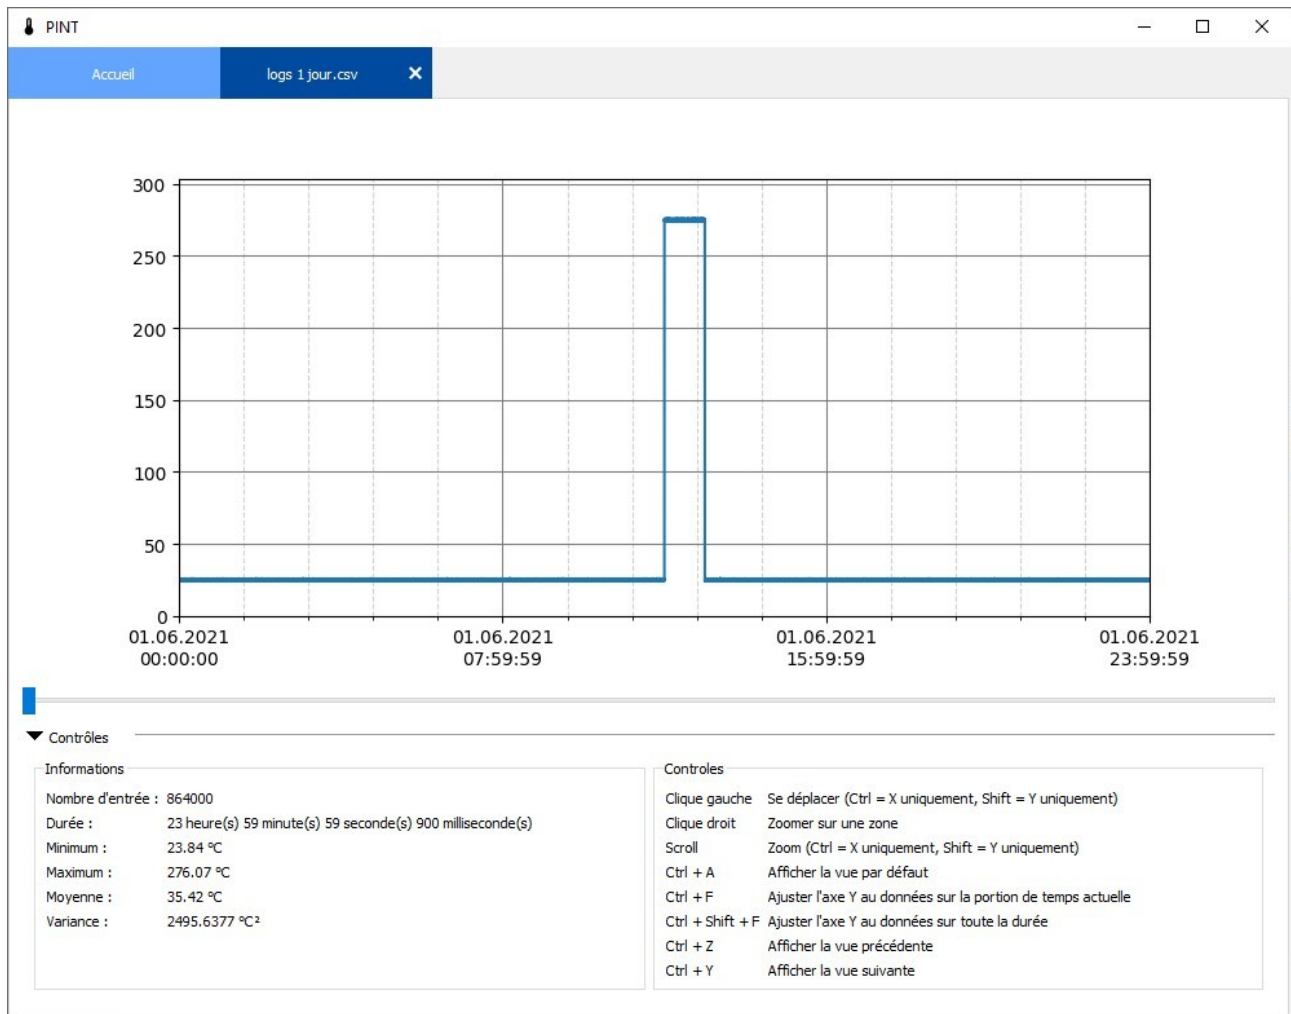 PINT
Accueil
logs 1 jour.csv
300
250
200
150
100
50
0
01.06.2021 01.06.2021 01.06.2021 01.06.2021
00:00:00 07:59:59 15:59:59 23:59:59
Contrôles
Informations
Nombre d'entrée : 864000
Durée : 23 heure(s) 59 minute(s) 59 seconde(s) 900 milliseconde(s)
Minimum : 23.84 °C
Maximum : 276.07 °C
Moyenne : 35.42 °C
Variance : 2495.6377 °C²
Controles
Clique gauche Se déplacer (Ctrl = X uniquement, Shift = Y uniquement)
Clique droit Zoomer sur une zone
Scroll Zoom (Ctrl = X uniquement, Shift = Y uniquement)
Ctrl + A Afficher la vue par défaut
Ctrl + F Ajuster l'axe Y au données sur la portion de temps actuelle
Ctrl + Shift + F Ajuster l'axe Y au données sur toute la durée
Ctrl + Z Afficher la vue précédente
Ctrl + Y Afficher la vue suivante